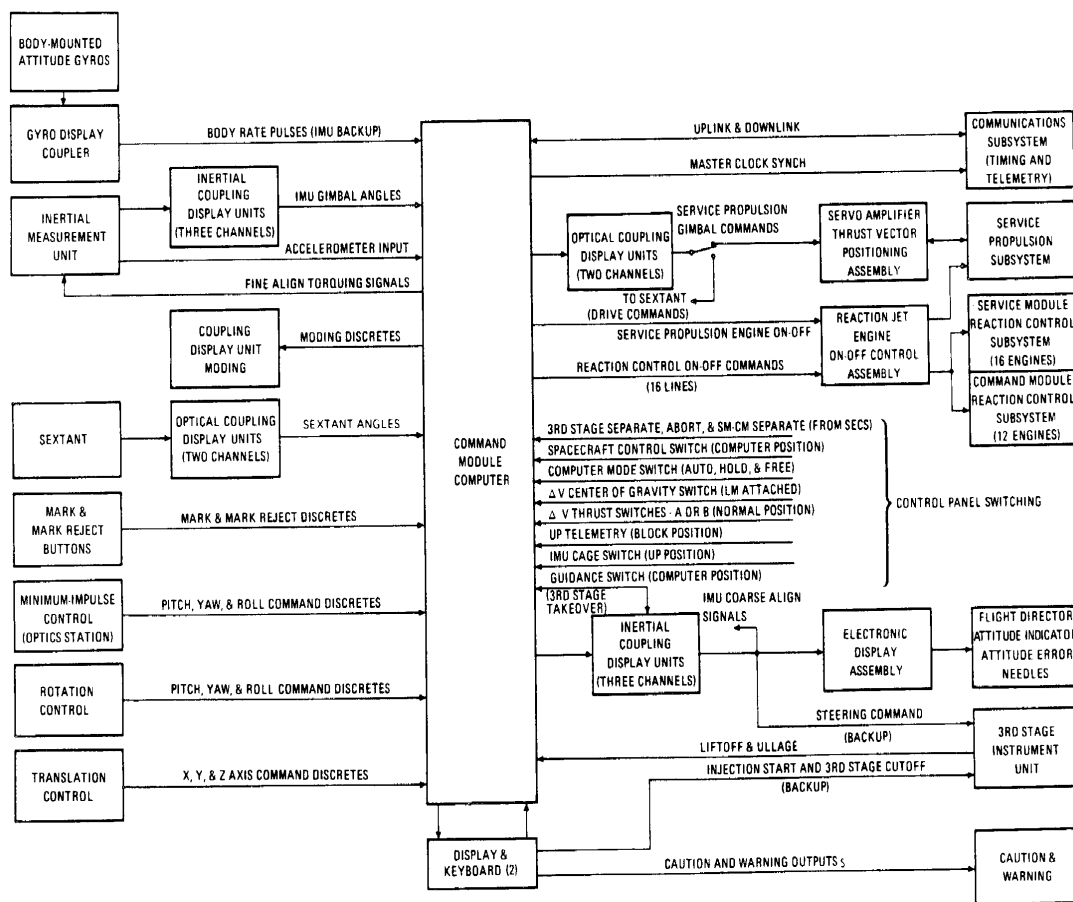 BODY-MOUNTED
ATTITUDE GYROS
GYRO DISPLAY
COUPLER
BODY RATE PULSES (IMU BACKUP)
INERTIAL
COUPLING
DISPLAY UNITS
(THREE CHANNELS)
IMU GIMBAL ANGLES
INERTIAL
MEASUREMENT
UNIT
ACCELEROMETER INPUT
FINE ALIGN TORQUING SIGNALS
COUPLING
DISPLAY UNIT
MODING
MODING DISCRETES
SEXTANT
OPTICAL COUPLING
DISPLAY UNITS
(TWO CHANNELS)
SEXTANT ANGLES
MARK &
MARK REJECT
BUTTONS
MARK & MARK REJECT DISCRETES
MINIMUM-IMPULSE
CONTROL
(OPTICS STATION)
PITCH, YAW, & ROLL COMMAND DISCRETES
ROTATION
CONTROL
PITCH, YAW, & ROLL COMMAND DISCRETES
TRANSLATION
CONTROL
X, Y, & Z AXIS COMMAND DISCRETES
COMMAND
MODULE
COMPUTER
DISPLAY &
KEYBOARD (2)
UPLINK & DOWNLINK
MASTER CLOCK SYNCH
COMMUNICATIONS
SUBSYSTEM
(TIMING AND
TELEMETRY)
OPTICAL COUPLING
DISPLAY UNITS
(TWO CHANNELS)
SERVICE PROPULSION
GIMBAL COMMANDS
SERVO AMPLIFIER
THRUST VECTOR
POSITIONING
ASSEMBLY
SERVICE
PROPULSION
SUBSYSTEM
TO SEXTANT
(DRIVE COMMANDS)
SERVICE PROPULSION ENGINE ON-OFF
REACTION CONTROL ON-OFF COMMANDS
(16 LINES)
REACTION JET
ENGINE
ON-OFF CONTROL
ASSEMBLY
SERVICE MODULE
REACTION CONTROL
SUBSYSTEM
(16 ENGINES)
COMMAND MODULE
REACTION CONTROL
SUBSYSTEM
(12 ENGINES)
3RD STAGE SEPARATE, ABORT, & SM-CM SEPARATE (FROM SECS)
SPACECRAFT CONTROL SWITCH (COMPUTER POSITION)
COMPUTER MODE SWITCH (AUTO, HOLD, & FREE)
Δ V CENTER OF GRAVITY SWITCH (LM ATTACHED)
Δ V THRUST SWITCHES - A OR B (NORMAL POSITION)
UP TELEMETRY (BLOCK POSITION)
IMU CAGE SWITCH (UP POSITION)
GUIDANCE SWITCH (COMPUTER POSITION)
(3RD STAGE
TAKEOVER)
CONTROL PANEL SWITCHING
INERTIAL
COUPLING
DISPLAY UNITS
(THREE CHANNELS)
IMU COARSE ALIGN
SIGNALS
ELECTRONIC
DISPLAY
ASSEMBLY
FLIGHT DIRECTOR
ATTITUDE INDICATOR
ATTITUDE ERROR
NEEDLES
STEERING COMMAND
(BACKUP)
LIFTOFF & ULLAGE
INJECTION START AND 3RD STAGE CUTOFF
(BACKUP)
3RD STAGE
INSTRUMENT
UNIT
CAUTION AND WARNING OUTPUTS
CAUTION &
WARNING